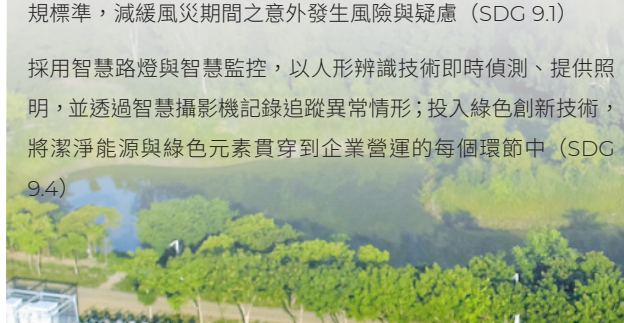 規標準，減緩風災期間之意外發生風險與疑慮（SDG 9.1）
採用智慧路燈與智慧監控，以人形辨識技術即時偵測、提供照
明，並透過智慧攝影機記錄追蹤異常情形；投入綠色創新技術，
將潔淨能源與綠色元素貫穿到企業營運的每個環節中（SDG
9.4）